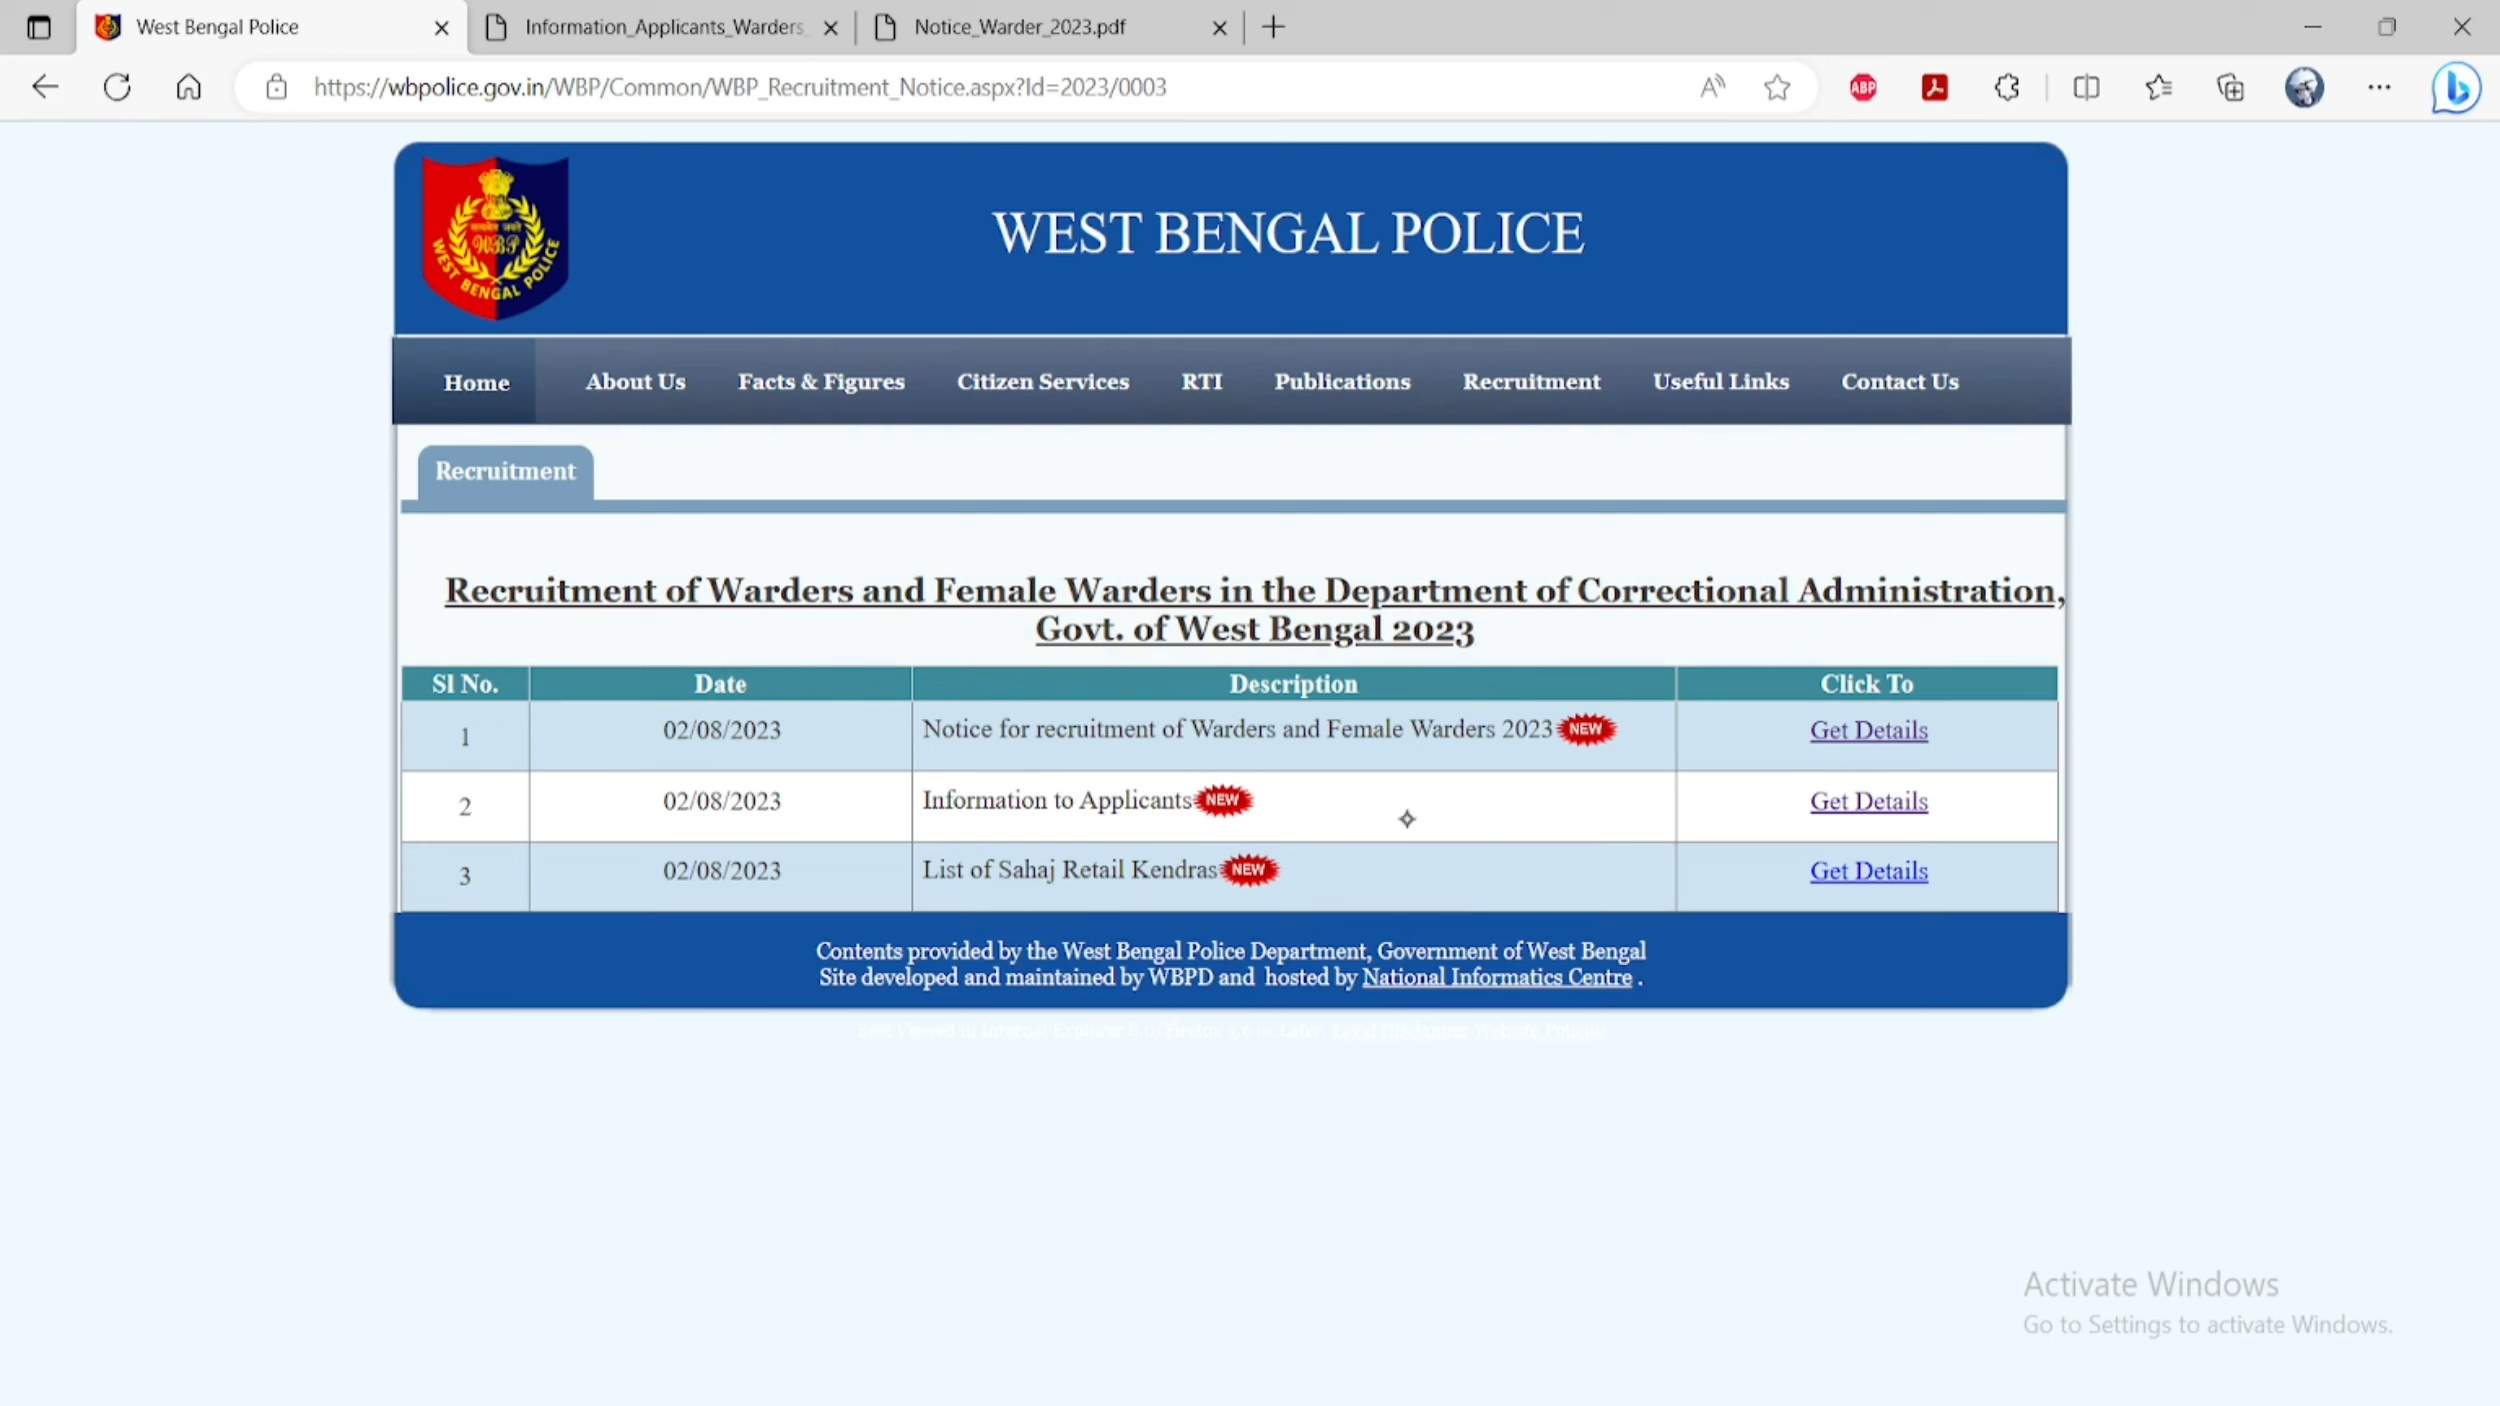 West Bengal Police
Information_Applicants_Warders
Notice_Warder_2023.pdf
https://wbpolice.gov.in/WBP/Common/WBP_Recruitment_Notice.aspx?Id=2023/0003
ABP
WBP
WEST BENGAL POLICE
WEST BENGAL POLICE
Home About Us Facts & Figures Citizen Services RTI Publications Recruitment Useful Links Contact Us
Recruitment
Recruitment of Warders and Female Warders in the Department of Correctional Administration,
Govt. of West Bengal 2023
Sl No. Date Description Click To
1 02/08/2023 Notice for recruitment of Warders and Female Warders 2023 NEW Get Details
2 02/08/2023 Information to Applicants NEW Get Details
3 02/08/2023 List of Sahaj Retail Kendras NEW Get Details
Contents provided by the West Bengal Police Department, Government of West Bengal
Site developed and maintained by WBPD and hosted by National Informatics Centre .
Activate Windows
Go to Settings to activate Windows.